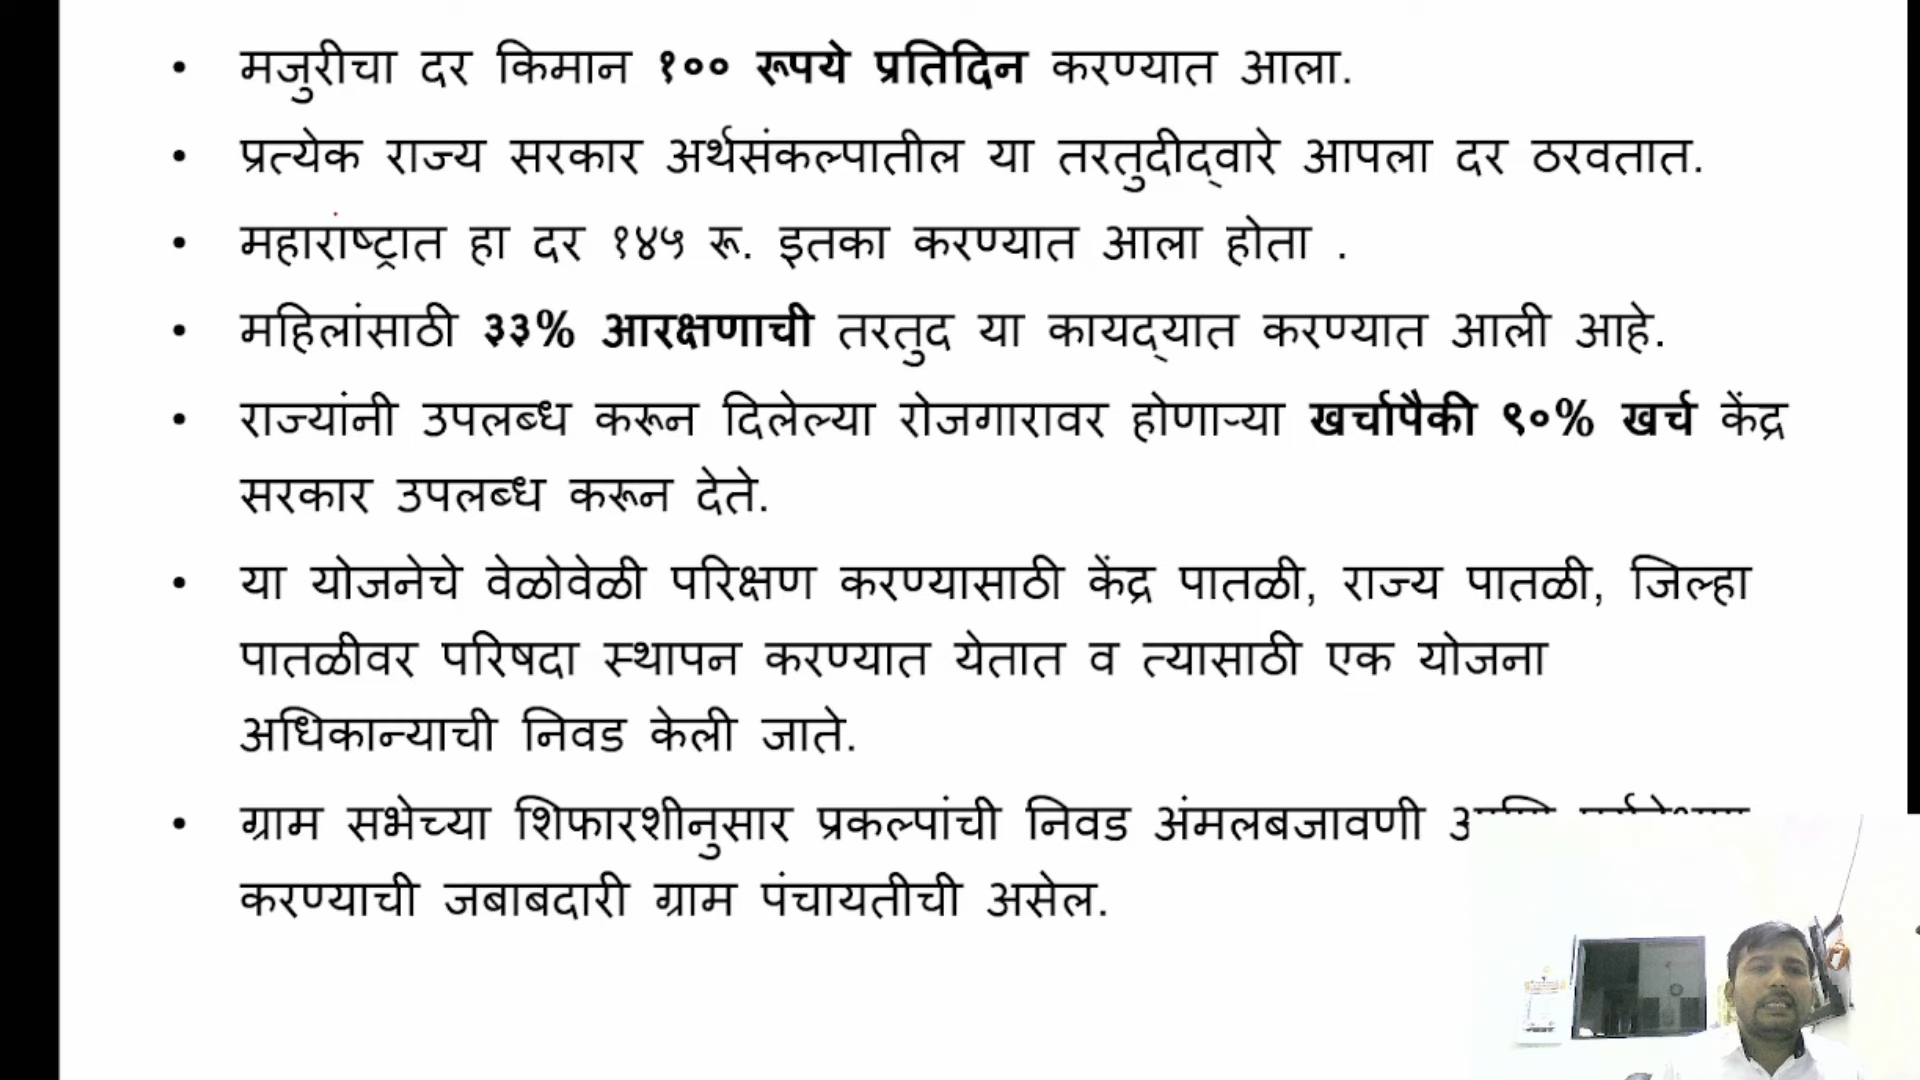 • मजुरीचा दर किमान १०० रूपये प्रतिदिन करण्यात आला.
• प्रत्येक राज्य सरकार अर्थसंकल्पातील या तरतुदीद्‌वारे आपला दर ठरवतात.
• महाराष्ट्रात हा दर १४५ रू. इतका करण्यात आला होता .
• महिलांसाठी ३३% आरक्षणाची तरतुद या कायद्‌यात करण्यात आली आहे.
• राज्यांनी उपलब्ध करून दिलेल्या रोजगारावर होणाऱ्या खर्चापैकी ९०% खर्च केंद्र
सरकार उपलब्ध करून देते.
• या योजनेचे वेळोवेळी परिक्षण करण्यासाठी केंद्र पातळी, राज्य पातळी, जिल्हा
पातळीवर परिषदा स्थापन करण्यात येतात व त्यासाठी एक योजना
अधिकान्याची निवड केली जाते.
• ग्राम सभेच्या शिफारशीनुसार प्रकल्पांची निवड अंमलबजावणी
करण्याची जबाबदारी ग्राम पंचायतीची असेल.